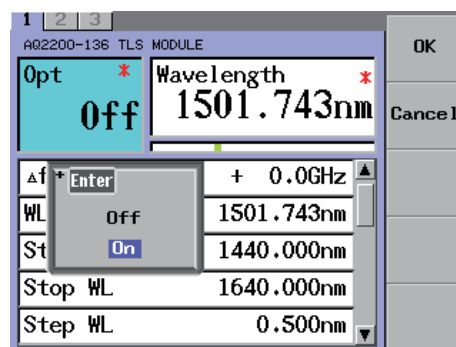 1 2 3
AQ2200-136 TLS MODULE
OK
Opt *
Off
Wavelength *
1501.743nm
Cancel
Δf + 0.0GHz
* Enter
Off
On
WL 1501.743nm
St 1440.000nm
Stop WL 1640.000nm
Step WL 0.500nm